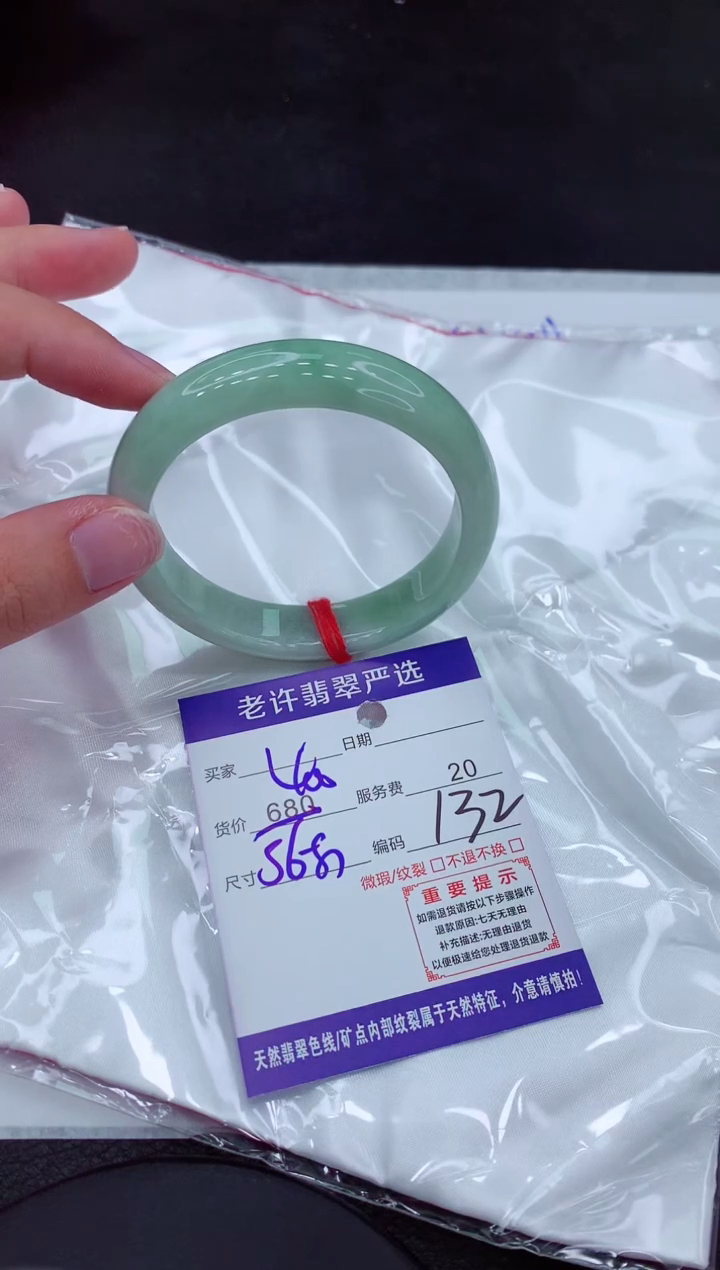 老许翡翠严选
买家 日期
货价 680 服务费 20
尺寸 56 编码 132
微瑕/纹裂 □ 不退不换 □
重要提示
如需退货请按以下步骤操作
退款原因:七天无理由
补充描述:无理由退货
以便极速给您处理退货退款
天然翡翠色线/矿点内部纹裂属于天然特征，介意请慎拍！